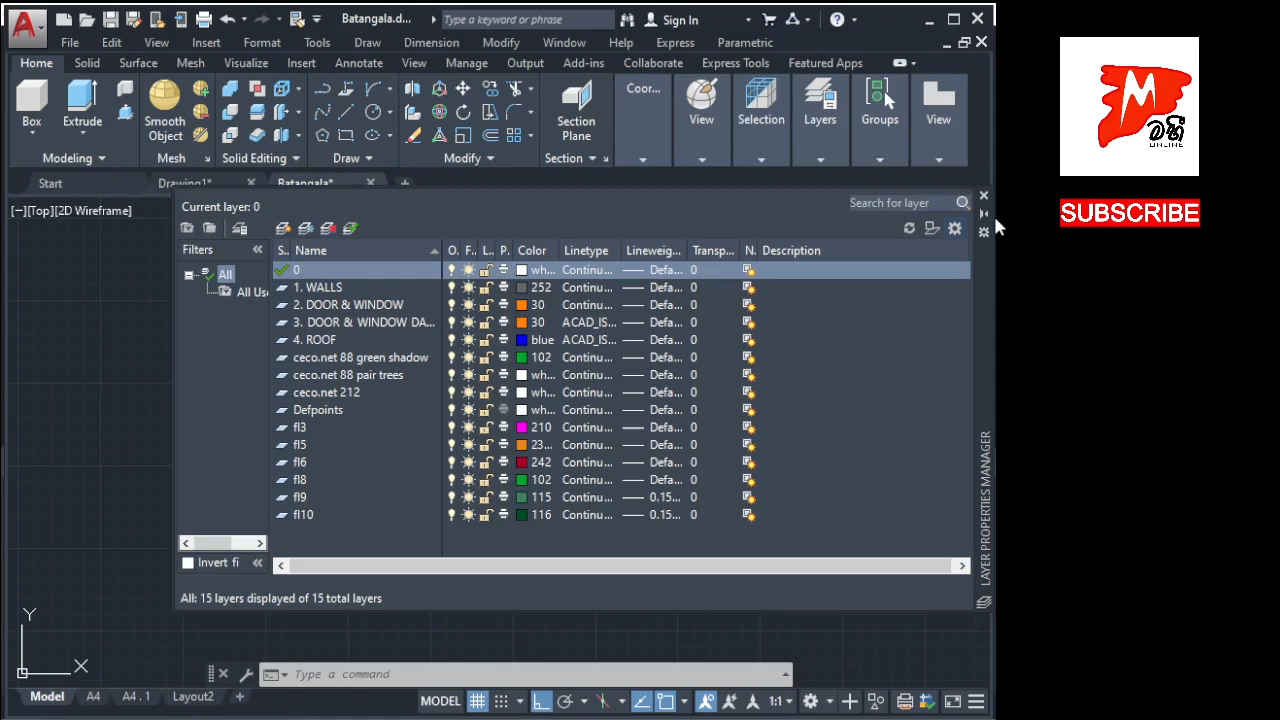 Batangala.d...
Type a keyword or phrase
Sign In
File Edit View Insert Format Tools Draw Dimension Modify Window Help Express Parametric
Home Solid Surface Mesh Visualize Insert Annotate View Manage Output Add-ins Collaborate Express Tools Featured Apps
Box
Extrude
Smooth Object
Section Plane
Coor...
View
Selection
Layers
Groups
View
Modeling Mesh Solid Editing Draw Modify Section
Start Drawing1* Batangala*
[−][Top][2D Wireframe]
Current layer: 0
Search for layer
Filters
All
All Use
Invert fi
S.. Name O. F.. L.. P. Color Linetype Lineweig... Transp... N. Description
0 wh... Continu... Defa... 0
1. WALLS 252 Continu... Defa... 0
2. DOOR & WINDOW 30 Continu... Defa... 0
3. DOOR & WINDOW DA... 30 ACAD_IS... Defa... 0
4. ROOF blue ACAD_IS... Defa... 0
ceco.net 88 green shadow 102 Continu... Defa... 0
ceco.net 88 pair trees wh... Continu... Defa... 0
ceco.net 212 wh... Continu... Defa... 0
Defpoints wh... Continu... Defa... 0
fl3 210 Continu... Defa... 0
fl5 23... Continu... Defa... 0
fl6 242 Continu... Defa... 0
fl8 102 Continu... Defa... 0
fl9 115 Continu... 0.15... 0
fl10 116 Continu... 0.15... 0
All: 15 layers displayed of 15 total layers
LAYER PROPERTIES MANAGER
Y
X
Type a command
Model A4 A4 . 1 Layout2
MODEL 1:1
M
මහී
ONLINE
SUBSCRIBE